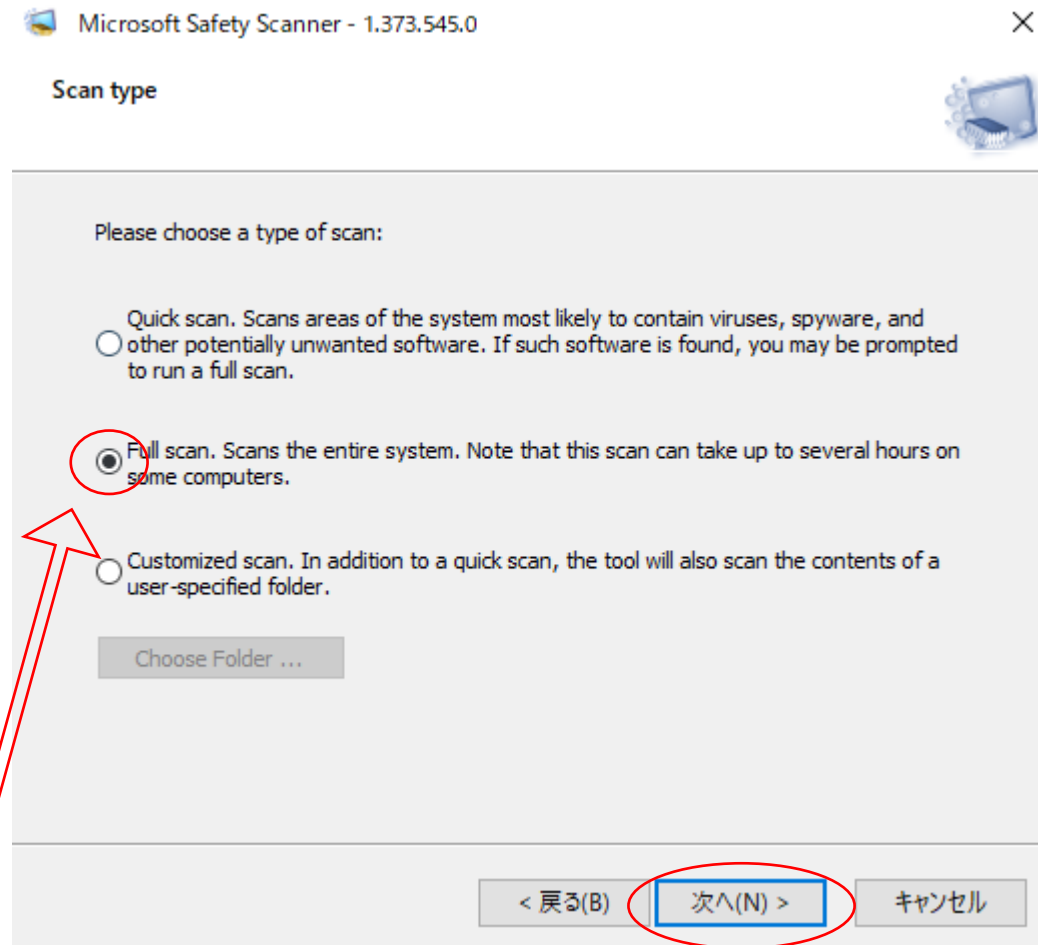 Microsoft Safety Scanner - 1.373.545.0
Scan type
Please choose a type of scan:
Quick scan. Scans areas of the system most likely to contain viruses, spyware, and
other potentially unwanted software. If such software is found, you may be prompted
to run a full scan.
Full scan. Scans the entire system. Note that this scan can take up to several hours on
some computers.
Customized scan. In addition to a quick scan, the tool will also scan the contents of a
user-specified folder.
Choose Folder ...
< 戻る(B) 次へ(N) > キャンセル